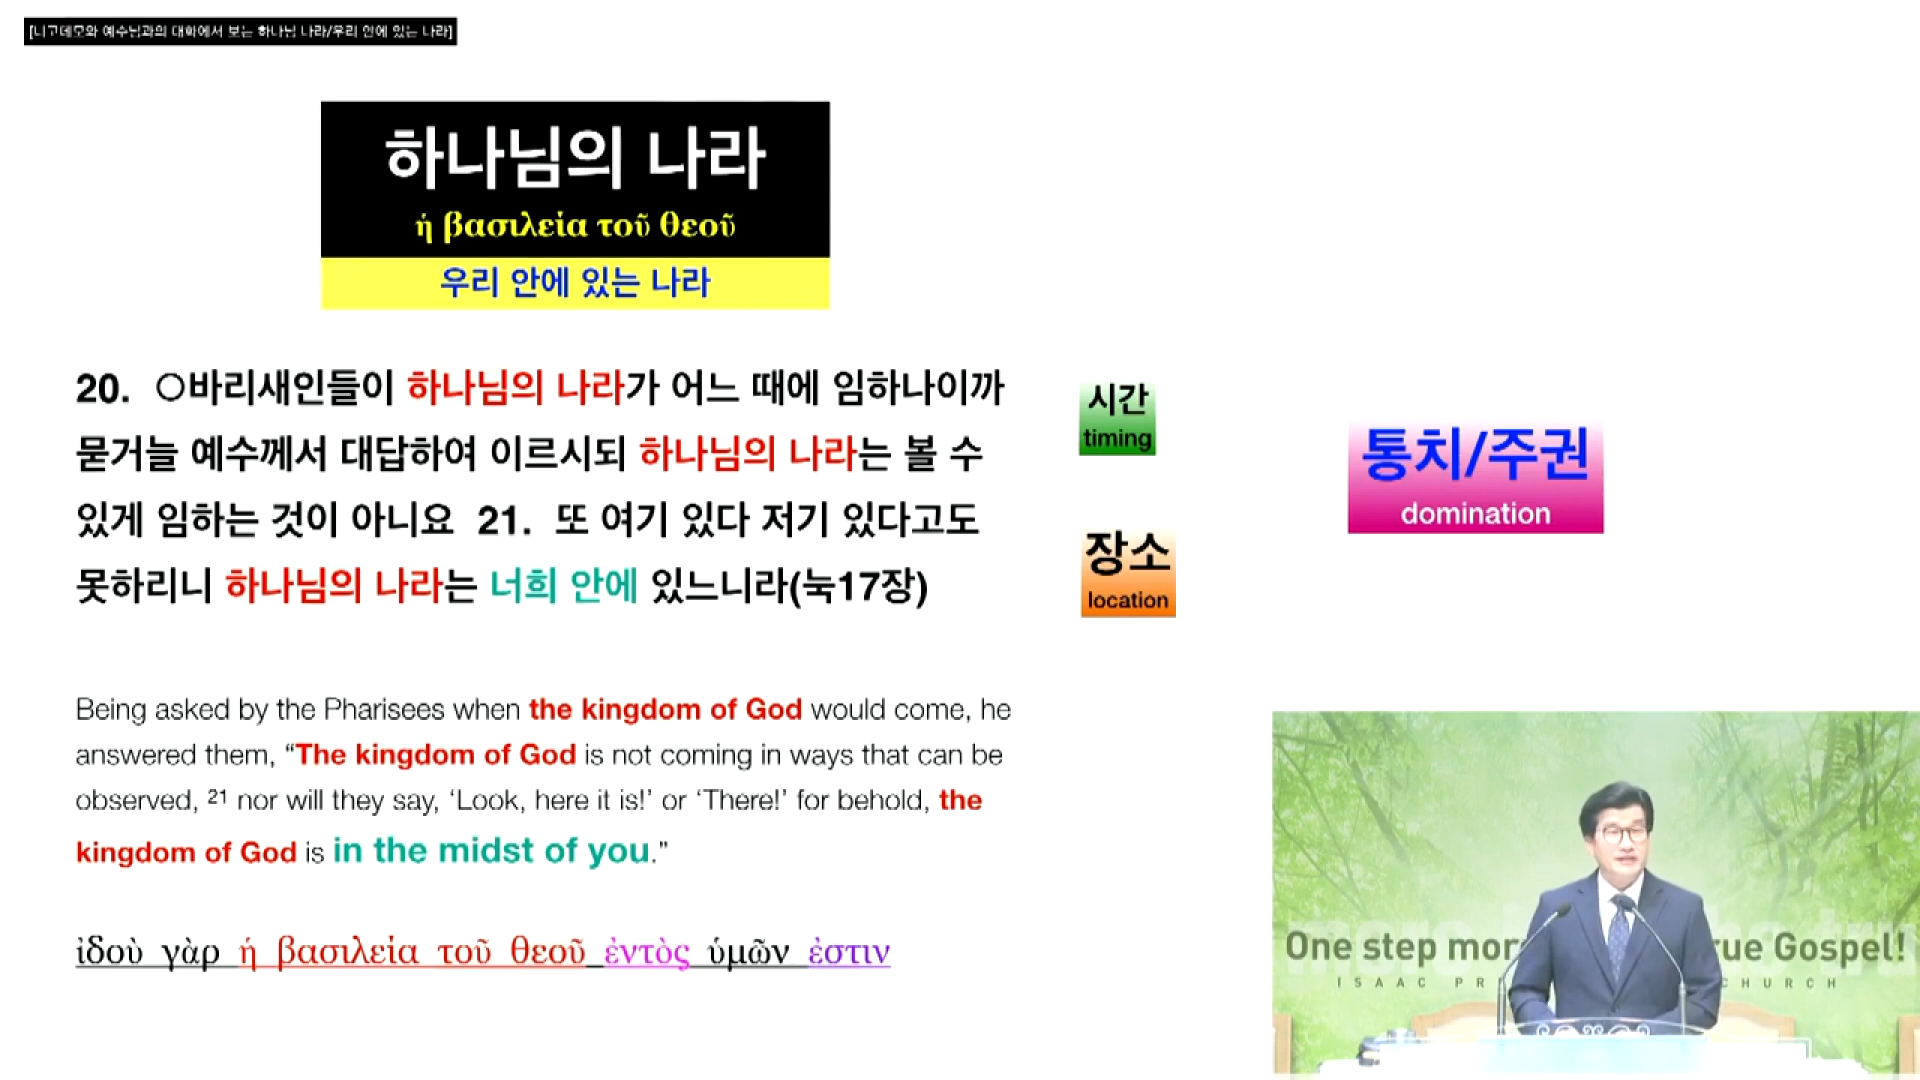 [니고데모와 예수님과의 대화에서 보는 하나님 나라/우리 안에 있는 나라]
하나님의 나라
ἡ βασιλεία τοῦ θεοῦ
우리 안에 있는 나라
20. ○바리새인들이 하나님의 나라가 어느 때에 임하나이까
묻거늘 예수께서 대답하여 이르시되 하나님의 나라는 볼 수
있게 임하는 것이 아니요 21. 또 여기 있다 저기 있다고도
못하리니 하나님의 나라는 너희 안에 있느니라(눅17장)
시간
timing
장소
location
통치/주권
domination
Being asked by the Pharisees when the kingdom of God would come, he
answered them, “The kingdom of God is not coming in ways that can be
observed, ²¹ nor will they say, ‘Look, here it is!’ or ‘There!’ for behold, the
kingdom of God is in the midst of you.”
ἰδοὺ γὰρ ἡ βασιλεία τοῦ θεοῦ ἐντὸς ὑμῶν ἐστιν
One step mor rue Gospel!
ISAAC PR CHURCH